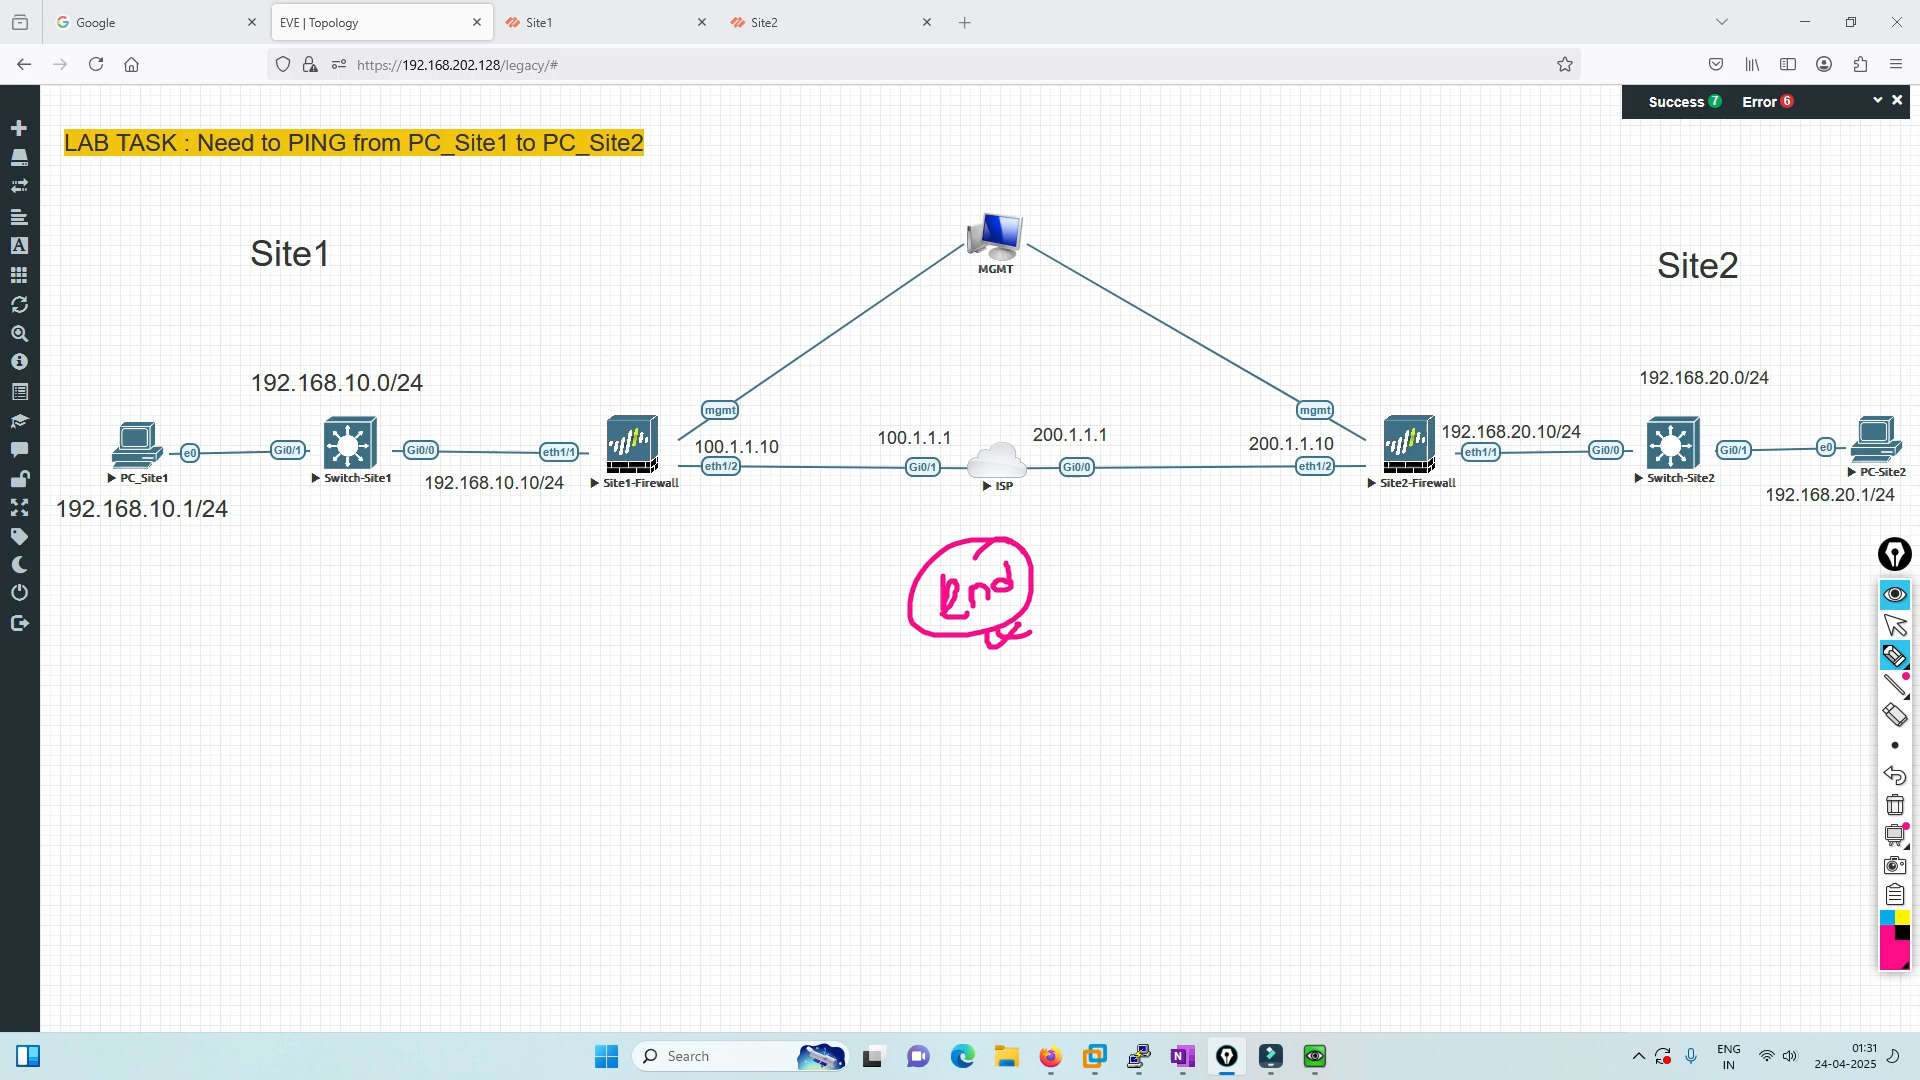 Google
EVE | Topology
Site1
Site2
https://192.168.202.128/legacy/#
Success 7 Error 6
LAB TASK : Need to PING from PC_Site1 to PC_Site2
Site1
Site2
MGMT
192.168.10.0/24
192.168.20.0/24
mgmt
mgmt
100.1.1.10
100.1.1.1
200.1.1.1
200.1.1.10
192.168.20.10/24
e0
Gi0/1
Gi0/0
eth1/1
eth1/2
Gi0/1
Gi0/0
eth1/2
eth1/1
Gi0/0
Gi0/1
e0
PC_Site1
Switch-Site1
192.168.10.10/24
Site1-Firewall
ISP
Site2-Firewall
Switch-Site2
PC-Site2
192.168.10.1/24
192.168.20.1/24
End
Search
ENG
IN
01:31
24-04-2025